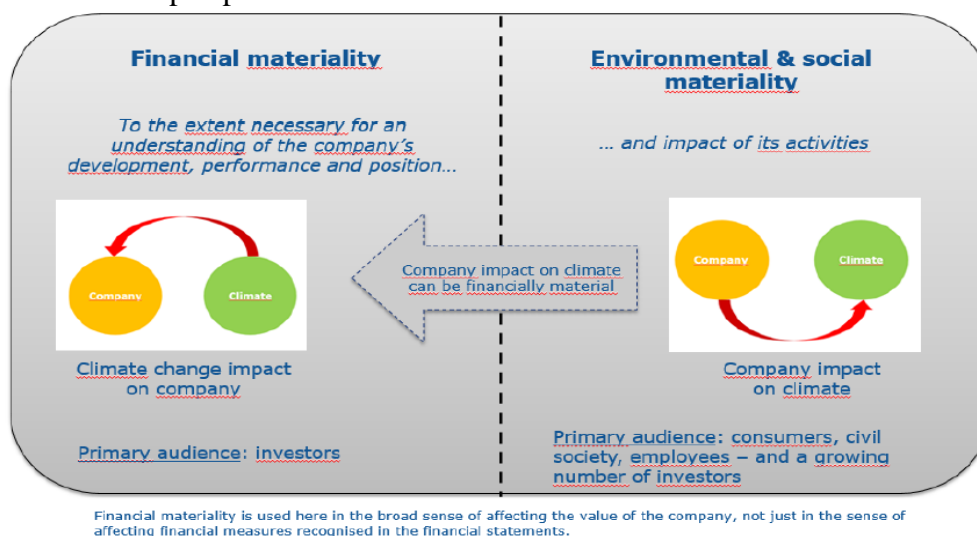 Financial materiality
To the extent necessary for an
understanding of the company's
development, performance and position...
Company
Climate
Climate change impact
on company
Primary audience: investors
Company impact on climate
can be financially material
Environmental & social
materiality
... and impact of its activities
Company
Climate
Company impact
on climate
Primary audience: consumers, civil
society, employees – and a growing
number of investors
Financial materiality is used here in the broad sense of affecting the value of the company, not just in the sense of
affecting financial measures recognised in the financial statements.